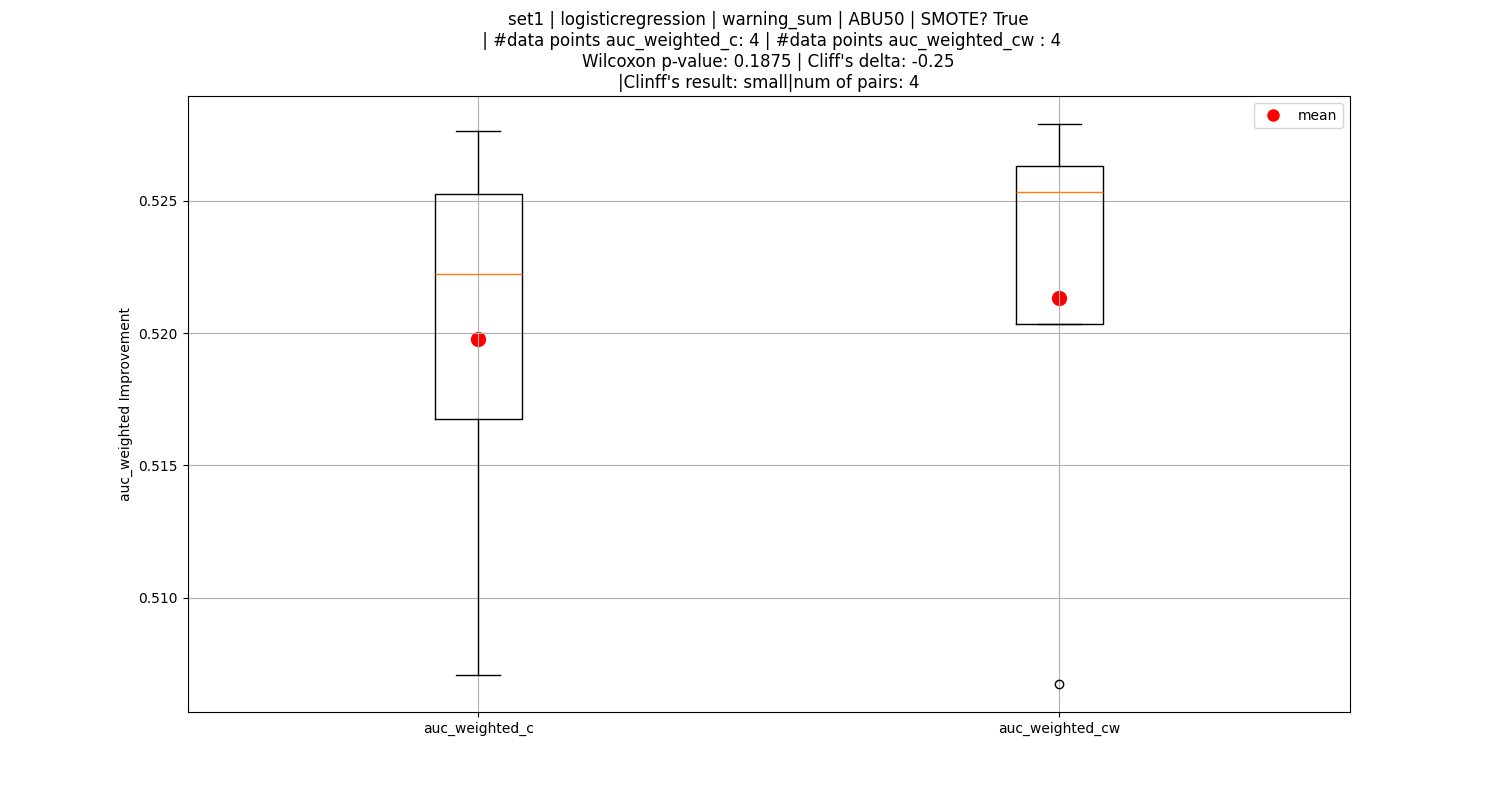 set1 | logisticregression | warning_sum | ABU50 | SMOTE? True
| #data points auc_weighted_c: 4 | #data points auc_weighted_cw : 4
Wilcoxon p-value: 0.1875 | Cliff's delta: -0.25
|Clinff's result: small|num of pairs: 4
mean
0.525
0.520
0.515
0.510
auc_weighted Improvement
auc_weighted_c
auc_weighted_cw